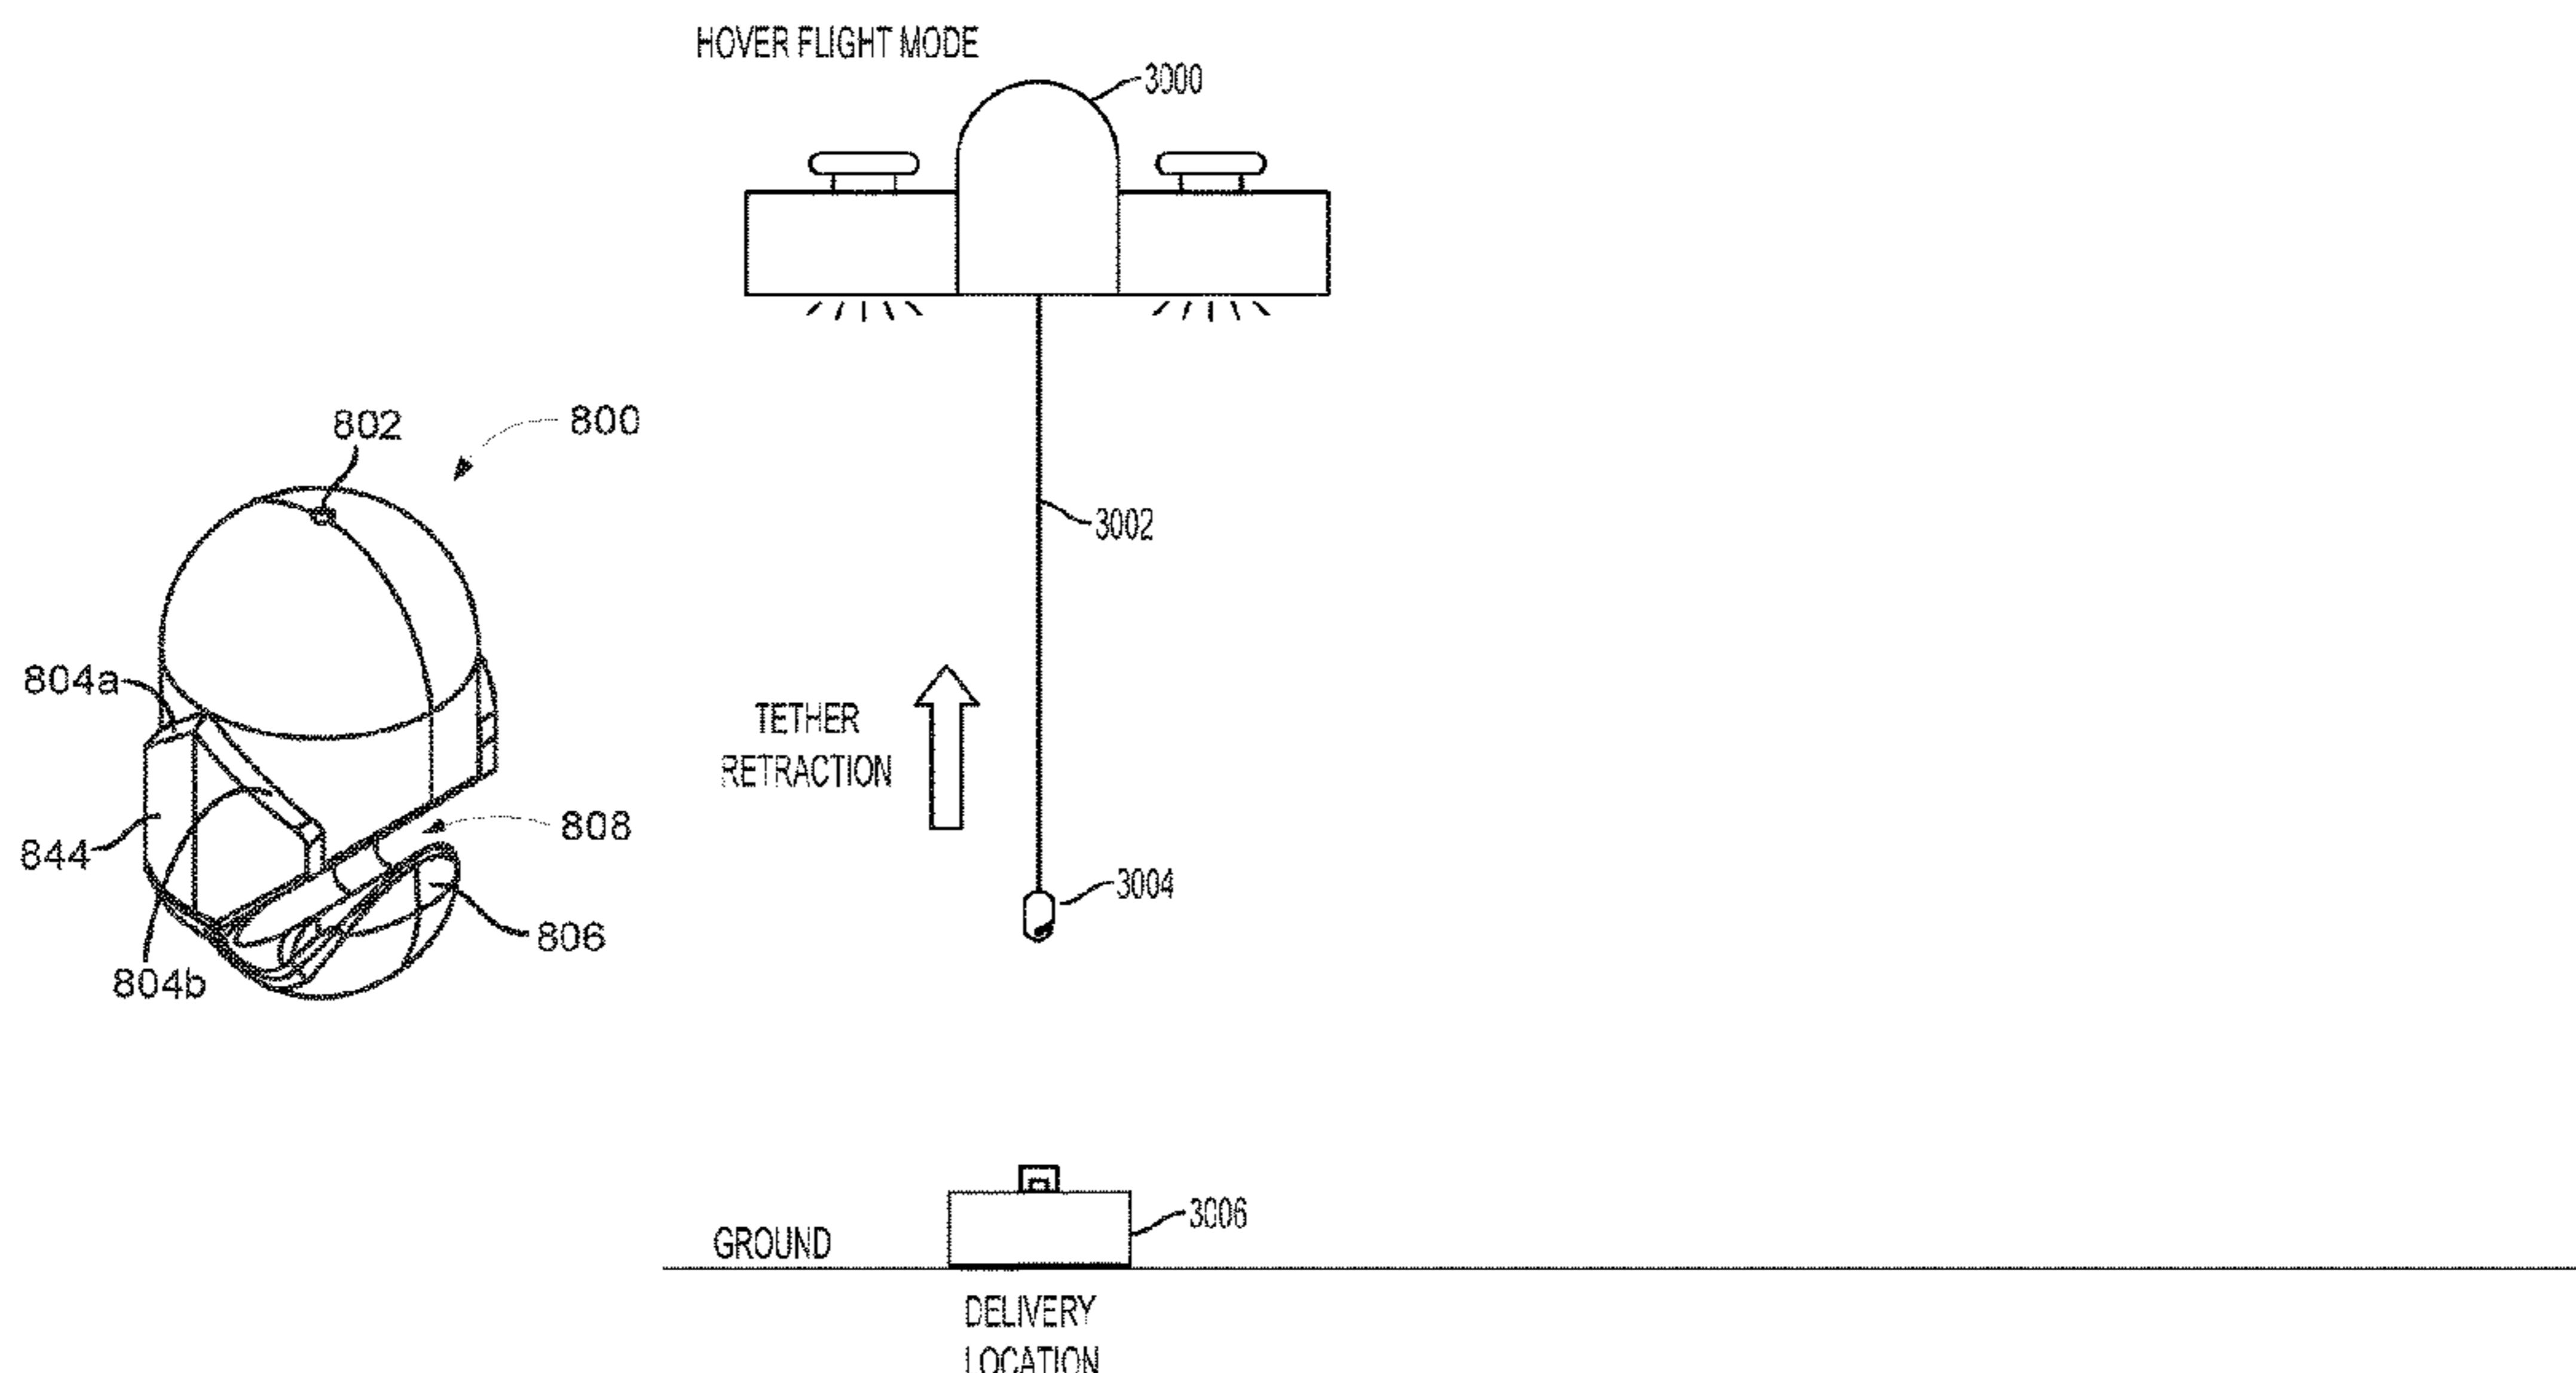 HOVER FLIGHT MODE
3000
802
800
3002
804a
TETHER
RETRACTION
808
844
3004
806
804b
3006
GROUND
DELIVERY
LOCATION